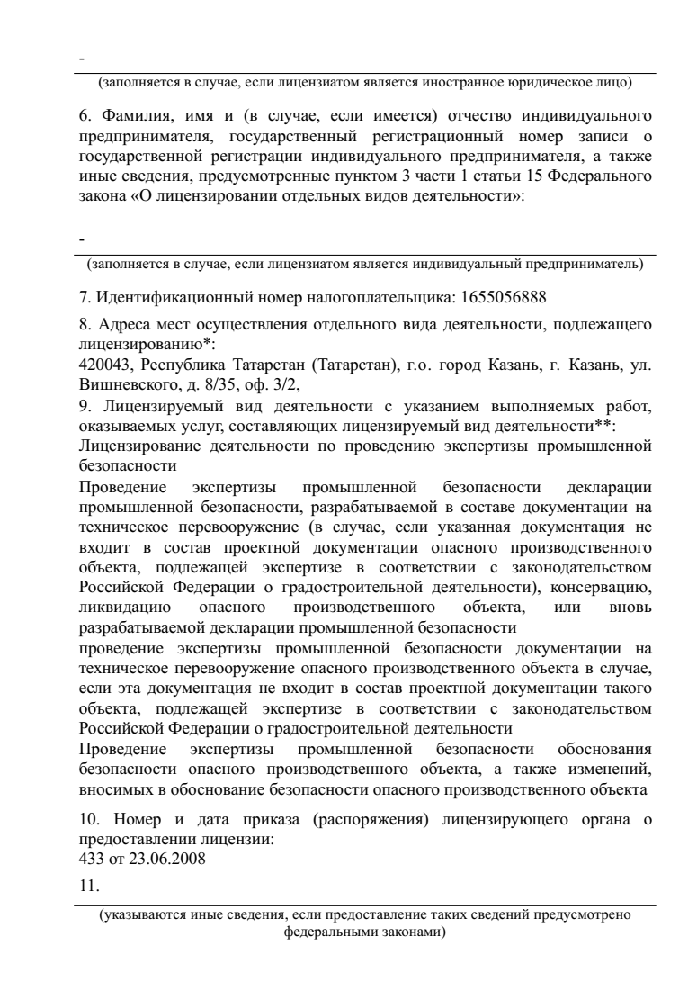 -
(заполняется в случае, если лицензиатом является иностранное юридическое лицо)
6. Фамилия, имя и (в случае, если имеется) отчество индивидуального
предпринимателя, государственный регистрационный номер записи о
государственной регистрации индивидуального предпринимателя, а также
иные сведения, предусмотренные пунктом 3 части 1 статьи 15 Федерального
закона «О лицензировании отдельных видов деятельности»:
-
(заполняется в случае, если лицензиатом является индивидуальный предприниматель)
7. Идентификационный номер налогоплательщика: 1655056888
8. Адреса мест осуществления отдельного вида деятельности, подлежащего
лицензированию*:
420043, Республика Татарстан (Татарстан), г.о. город Казань, г. Казань, ул.
Вишневского, д. 8/35, оф. 3/2,
9. Лицензируемый вид деятельности с указанием выполняемых работ,
оказываемых услуг, составляющих лицензируемый вид деятельности**:
Лицензирование деятельности по проведению экспертизы промышленной
безопасности
Проведение экспертизы промышленной безопасности декларации
промышленной безопасности, разрабатываемой в составе документации на
техническое перевооружение (в случае, если указанная документация не
входит в состав проектной документации опасного производственного
объекта, подлежащей экспертизе в соответствии с законодательством
Российской Федерации о градостроительной деятельности), консервацию,
ликвидацию опасного производственного объекта, или вновь
разрабатываемой декларации промышленной безопасности
проведение экспертизы промышленной безопасности документации на
техническое перевооружение опасного производственного объекта в случае,
если эта документация не входит в состав проектной документации такого
объекта, подлежащей экспертизе в соответствии с законодательством
Российской Федерации о градостроительной деятельности
Проведение экспертизы промышленной безопасности обоснования
безопасности опасного производственного объекта, а также изменений,
вносимых в обоснование безопасности опасного производственного объекта
10. Номер и дата приказа (распоряжения) лицензирующего органа о
предоставлении лицензии:
433 от 23.06.2008
11.
(указываются иные сведения, если предоставление таких сведений предусмотрено
федеральными законами)